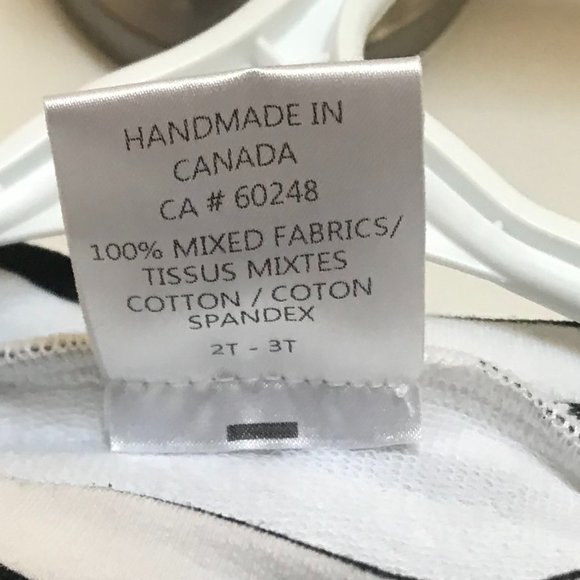 HANDMADE IN
CANADA
CA # 60248
100% MIXED FABRICS/
TISSUS MIXTES
COTTON / COTON
SPANDEX
2T - 3T